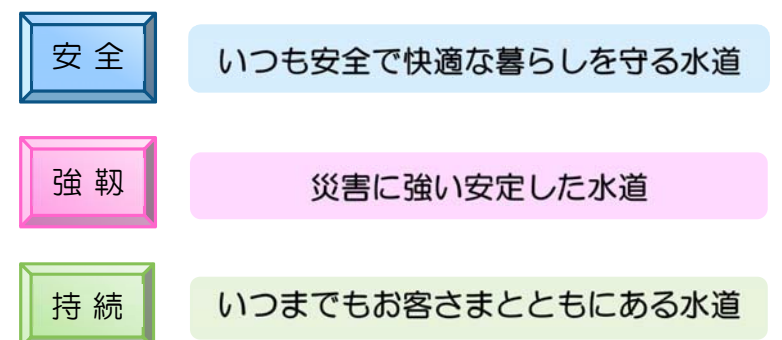 安全 いつも安全で快適な暮らしを守る水道
強靱 災害に強い安定した水道
持続 いつまでもお客さまとともにある水道